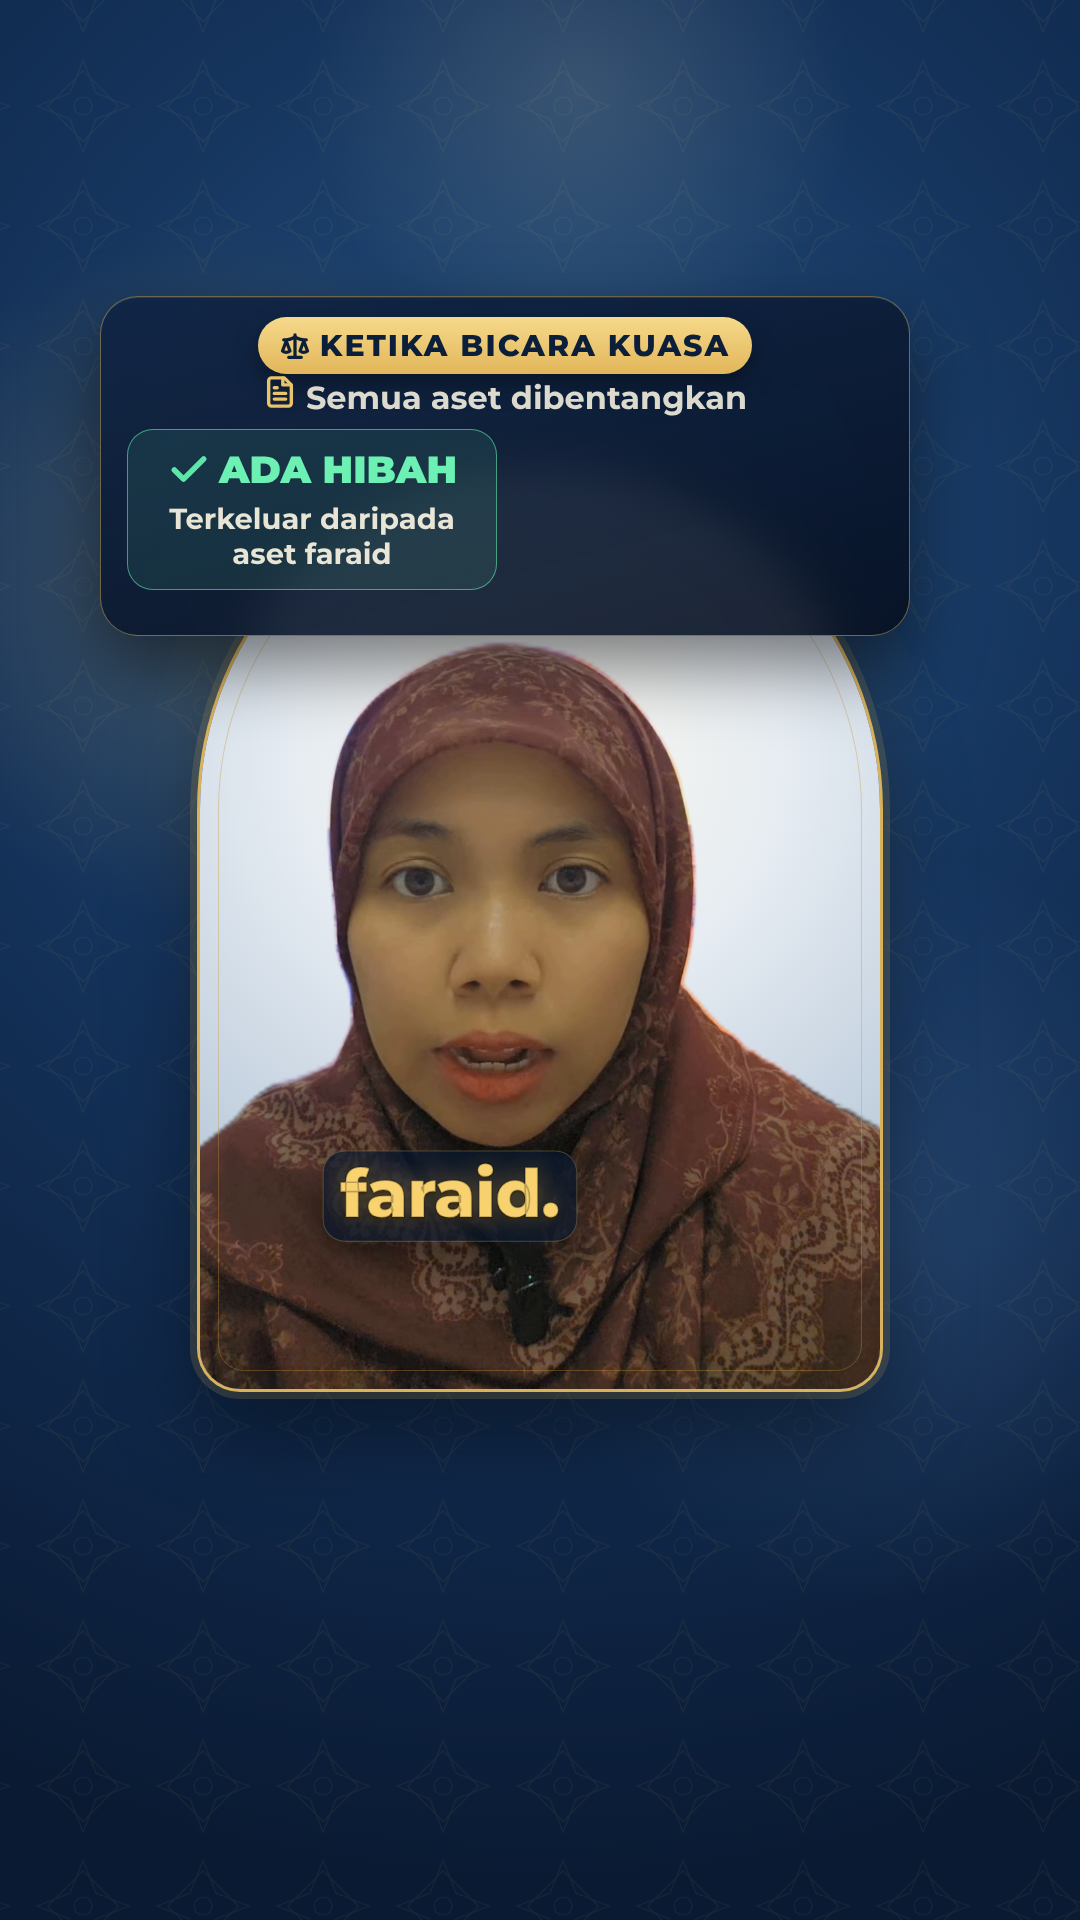 KETIKA BICARA KUASA
Semua aset dibentangkan
ADA HIBAH
Terkeluar daripada
aset faraid
faraid.